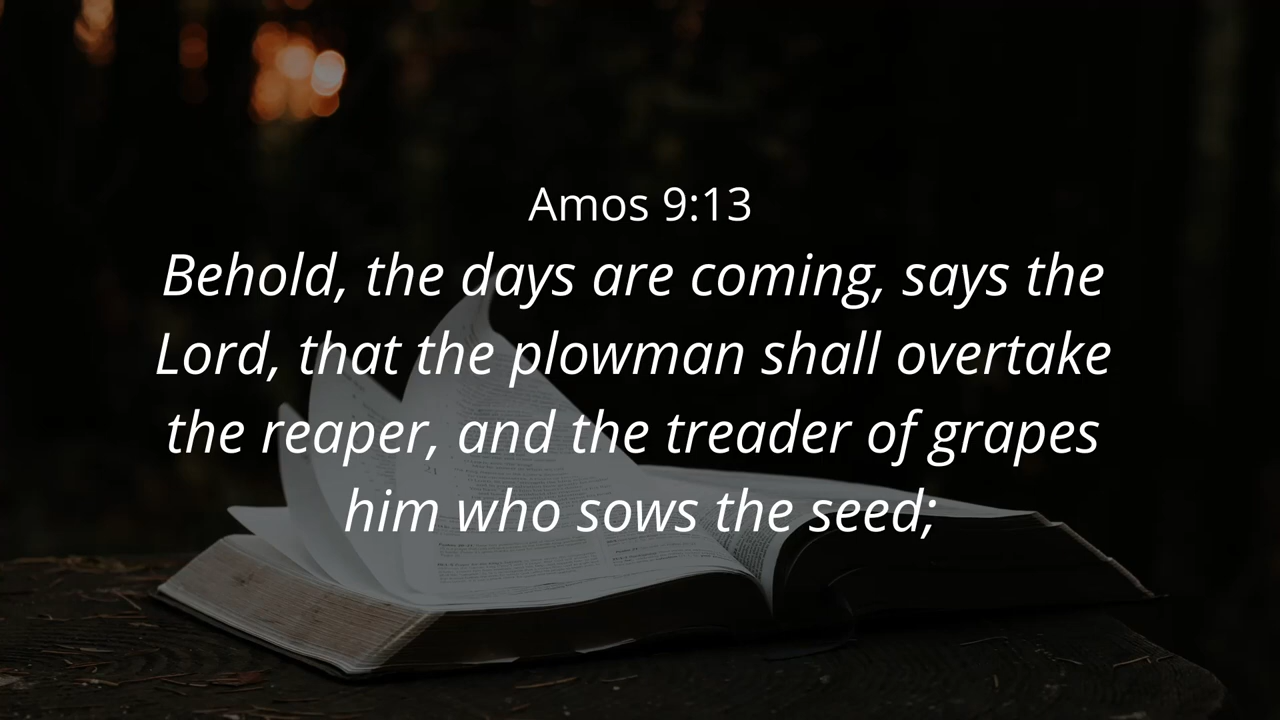 Amos 9:13
Behold, the days are coming, says the
Lord, that the plowman shall overtake
the reaper, and the treader of grapes
him who sows the seed;